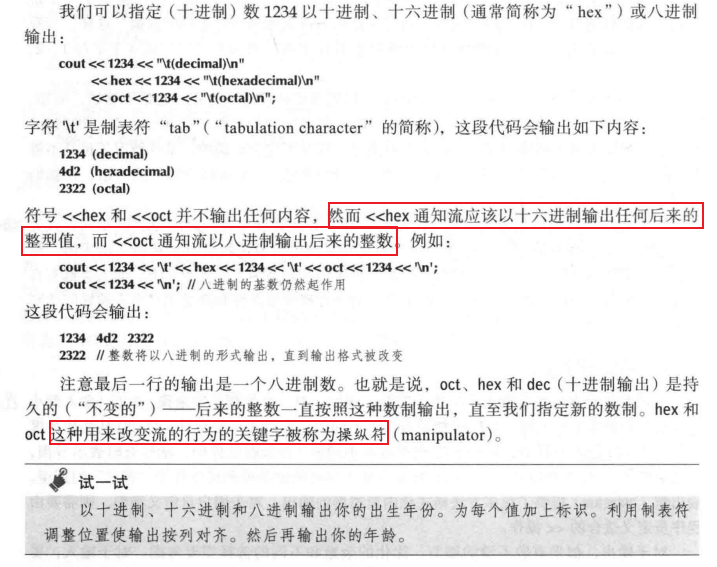 我们可以指定（十进制）数 1234 以十进制、十六进制（通常简称为“hex”）或八进制
输出：
cout << 1234 << "\t(decimal)\n"
<< hex << 1234 << "\t(hexadecimal)\n"
<< oct << 1234 << "\t(octal)\n";
字符 '\t' 是制表符“tab”（“tabulation character”的简称），这段代码会输出如下内容：
1234 (decimal)
4d2 (hexadecimal)
2322 (octal)
符号 <<hex 和 <<oct 并不输出任何内容，然而 <<hex 通知流应该以十六进制输出任何后来的
整型值，而 <<oct 通知流以八进制输出后来的整数。例如：
cout << 1234 << '\t' << hex << 1234 << '\t' << oct << 1234 << '\n';
cout << 1234 << '\n'; // 八进制的基数仍然起作用
这段代码会输出：
1234 4d2 2322
2322 // 整数将以八进制的形式输出，直到输出格式被改变
注意最后一行的输出是一个八进制数。也就是说，oct、hex 和 dec（十进制输出）是持
久的（“不变的”）——后来的整数一直按照这种数制输出，直至我们指定新的数制。hex 和
oct 这种用来改变流的行为的关键字被称为操纵符（manipulator）。
试一试
以十进制、十六进制和八进制输出你的出生年份。为每个值加上标识。利用制表符
调整位置使输出按列对齐。然后再输出你的年龄。